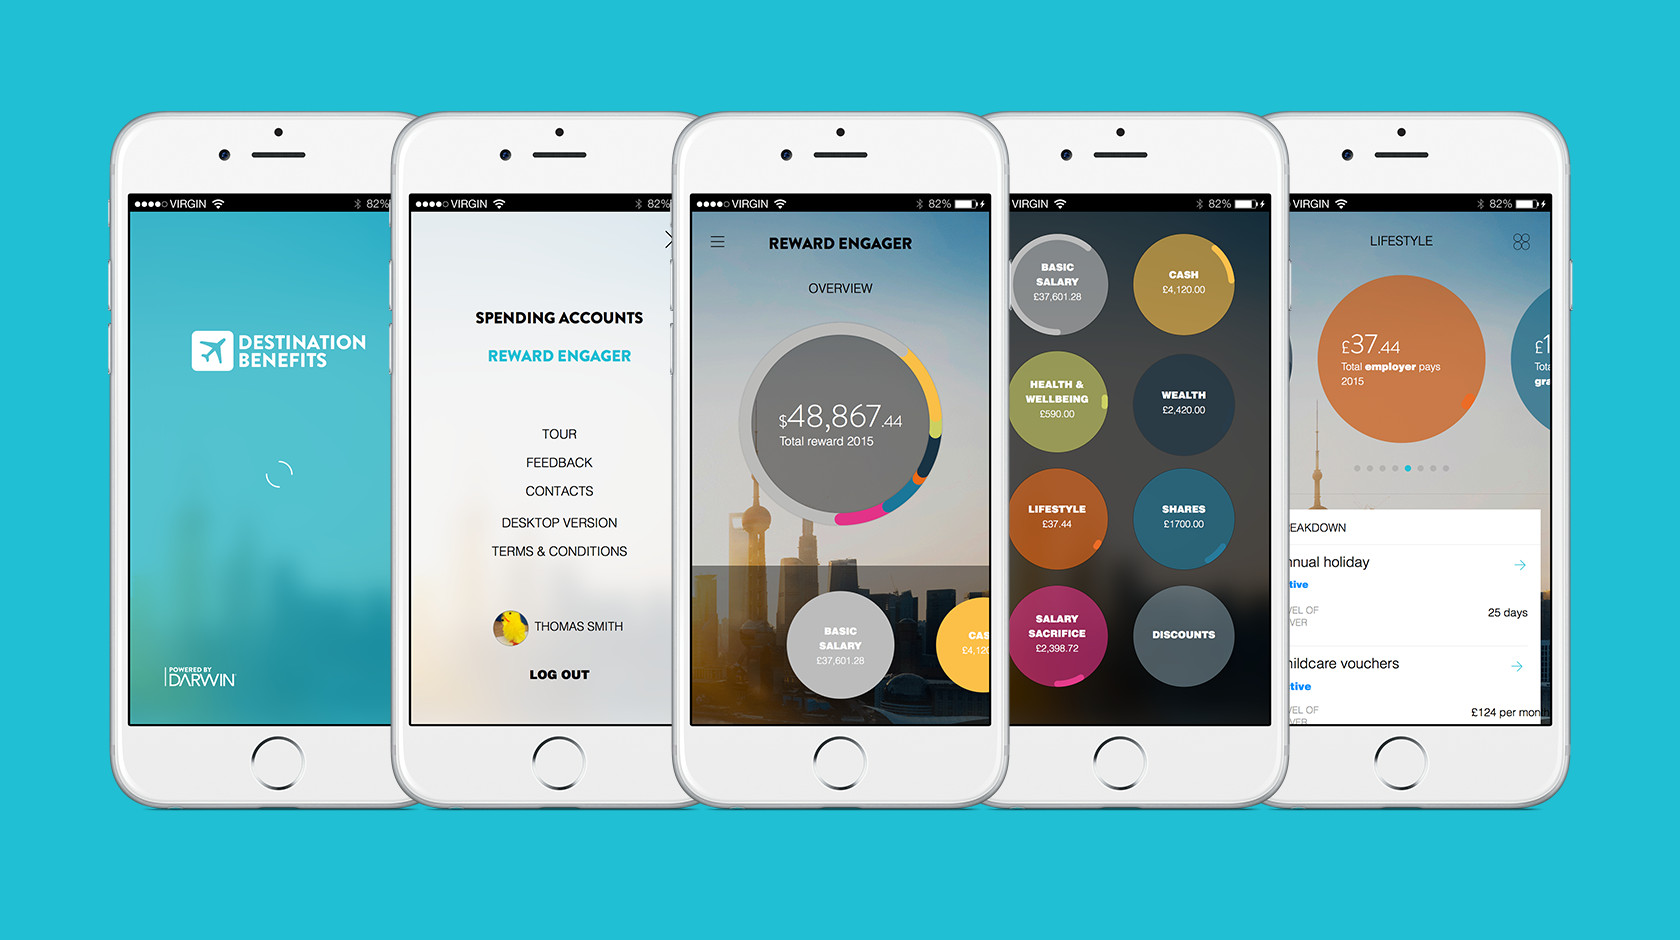 VIRGIN
82%
DESTINATION
BENEFITS
POWERED BY
DARWIN
VIRGIN
82%
SPENDING ACCOUNTS
REWARD ENGAGER
TOUR
FEEDBACK
CONTACTS
DESKTOP VERSION
TERMS & CONDITIONS
THOMAS SMITH
LOG OUT
VIRGIN
82%
REWARD ENGAGER
OVERVIEW
$48,867.44
Total reward 2015
BASIC
SALARY
£37,601.28
CAS
£4,120
VIRGIN
82%
BASIC
SALARY
£37,601.28
CASH
£4,120.00
HEALTH &
WELLBEING
£590.00
WEALTH
£2,420.00
LIFESTYLE
£37.44
SHARES
£1700.00
SALARY
SACRIFICE
£2,398.72
DISCOUNTS
VIRGIN
82%
LIFESTYLE
£37.44
Total employer pays
2015
£1
Tota
gra
EAKDOWN
nnual holiday
tive
VEL OF
VER
25 days
hildcare vouchers
tive
VEL OF
VER
£124 per month